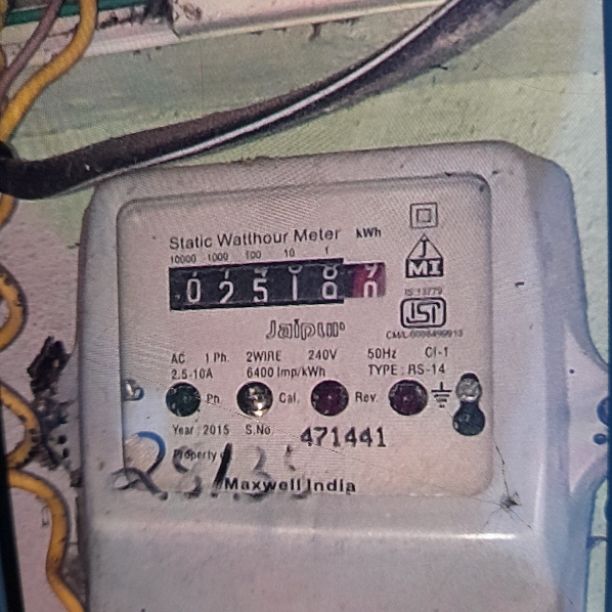 Static Watthour Meter kWh
10000 1000 100 10 1
0 2 5 1 8 0
MI
IS 13779
ISI
Jaipur
CM/L-
AC 1 Ph. 2WIRE 240V 50Hz Cl-1
2.5-10A 6400 Imp/kWh TYPE : RS-14
Ph. Cal. Rev.
Year : 2015 S.No. 471441
Property
Maxwell India